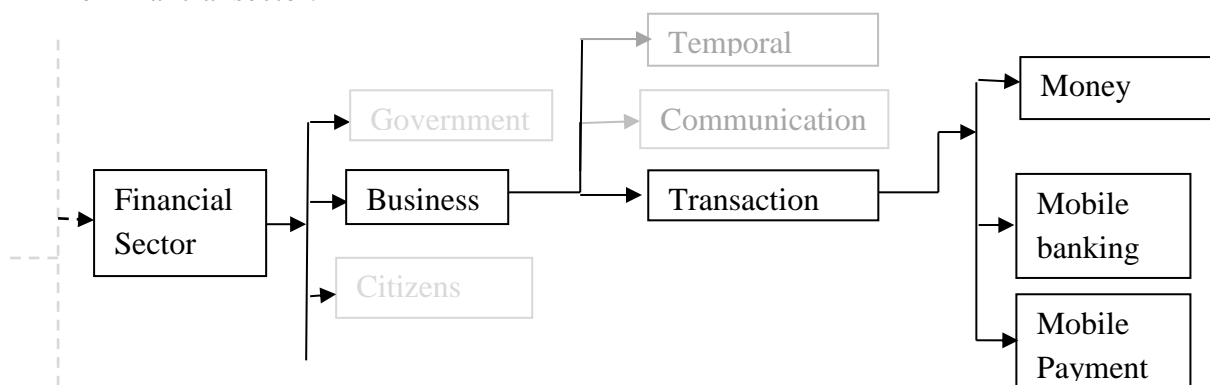 Temporal
Money
Government
Communication
Financial
Sector
Business
Transaction
Mobile
banking
Citizens
Mobile
Payment